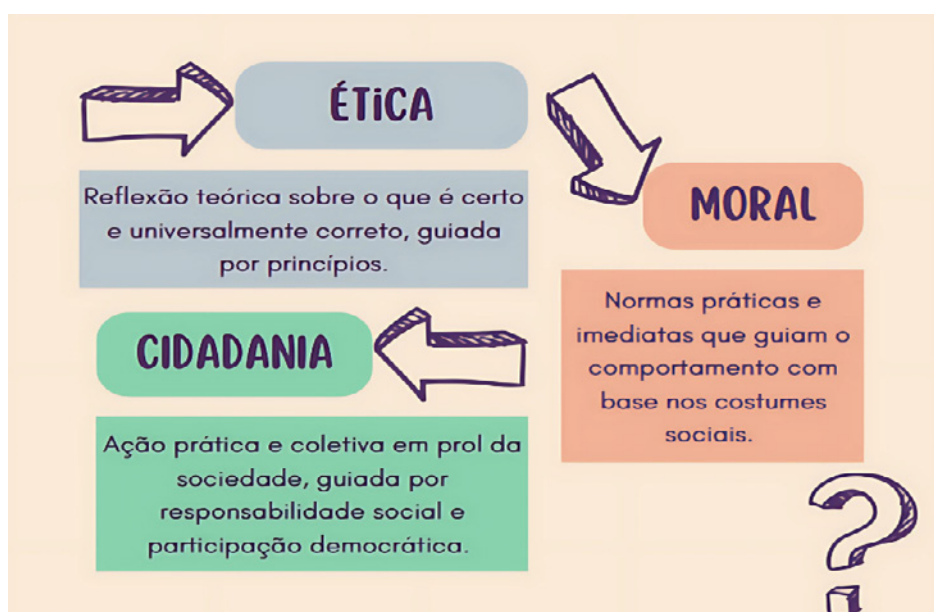 ÉTICA
Reflexão teórica sobre o que é certo
e universalmente correto, guiada
por princípios.
MORAL
Normas práticas e
imediatas que guiam o
comportamento com
base nos costumes
sociais.
CIDADANIA
Ação prática e coletiva em prol da
sociedade, guiada por
responsabilidade social e
participação democrática.
?